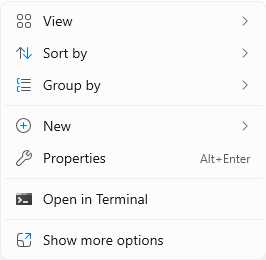 View
Sort by
Group by
New
Properties Alt+Enter
Open in Terminal
Show more options